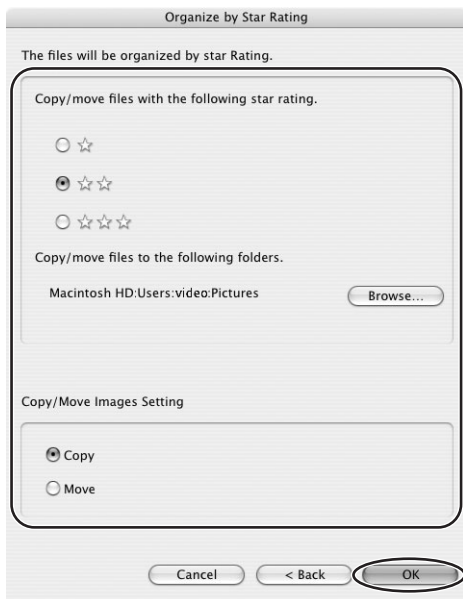 Organize by Star Rating
The files will be organized by star Rating.
Copy/move files with the following star rating.
☆
☆☆
☆☆☆
Copy/move files to the following folders.
Macintosh HD:Users:video:Pictures
Browse...
Copy/Move Images Setting
Copy
Move
Cancel
< Back
OK